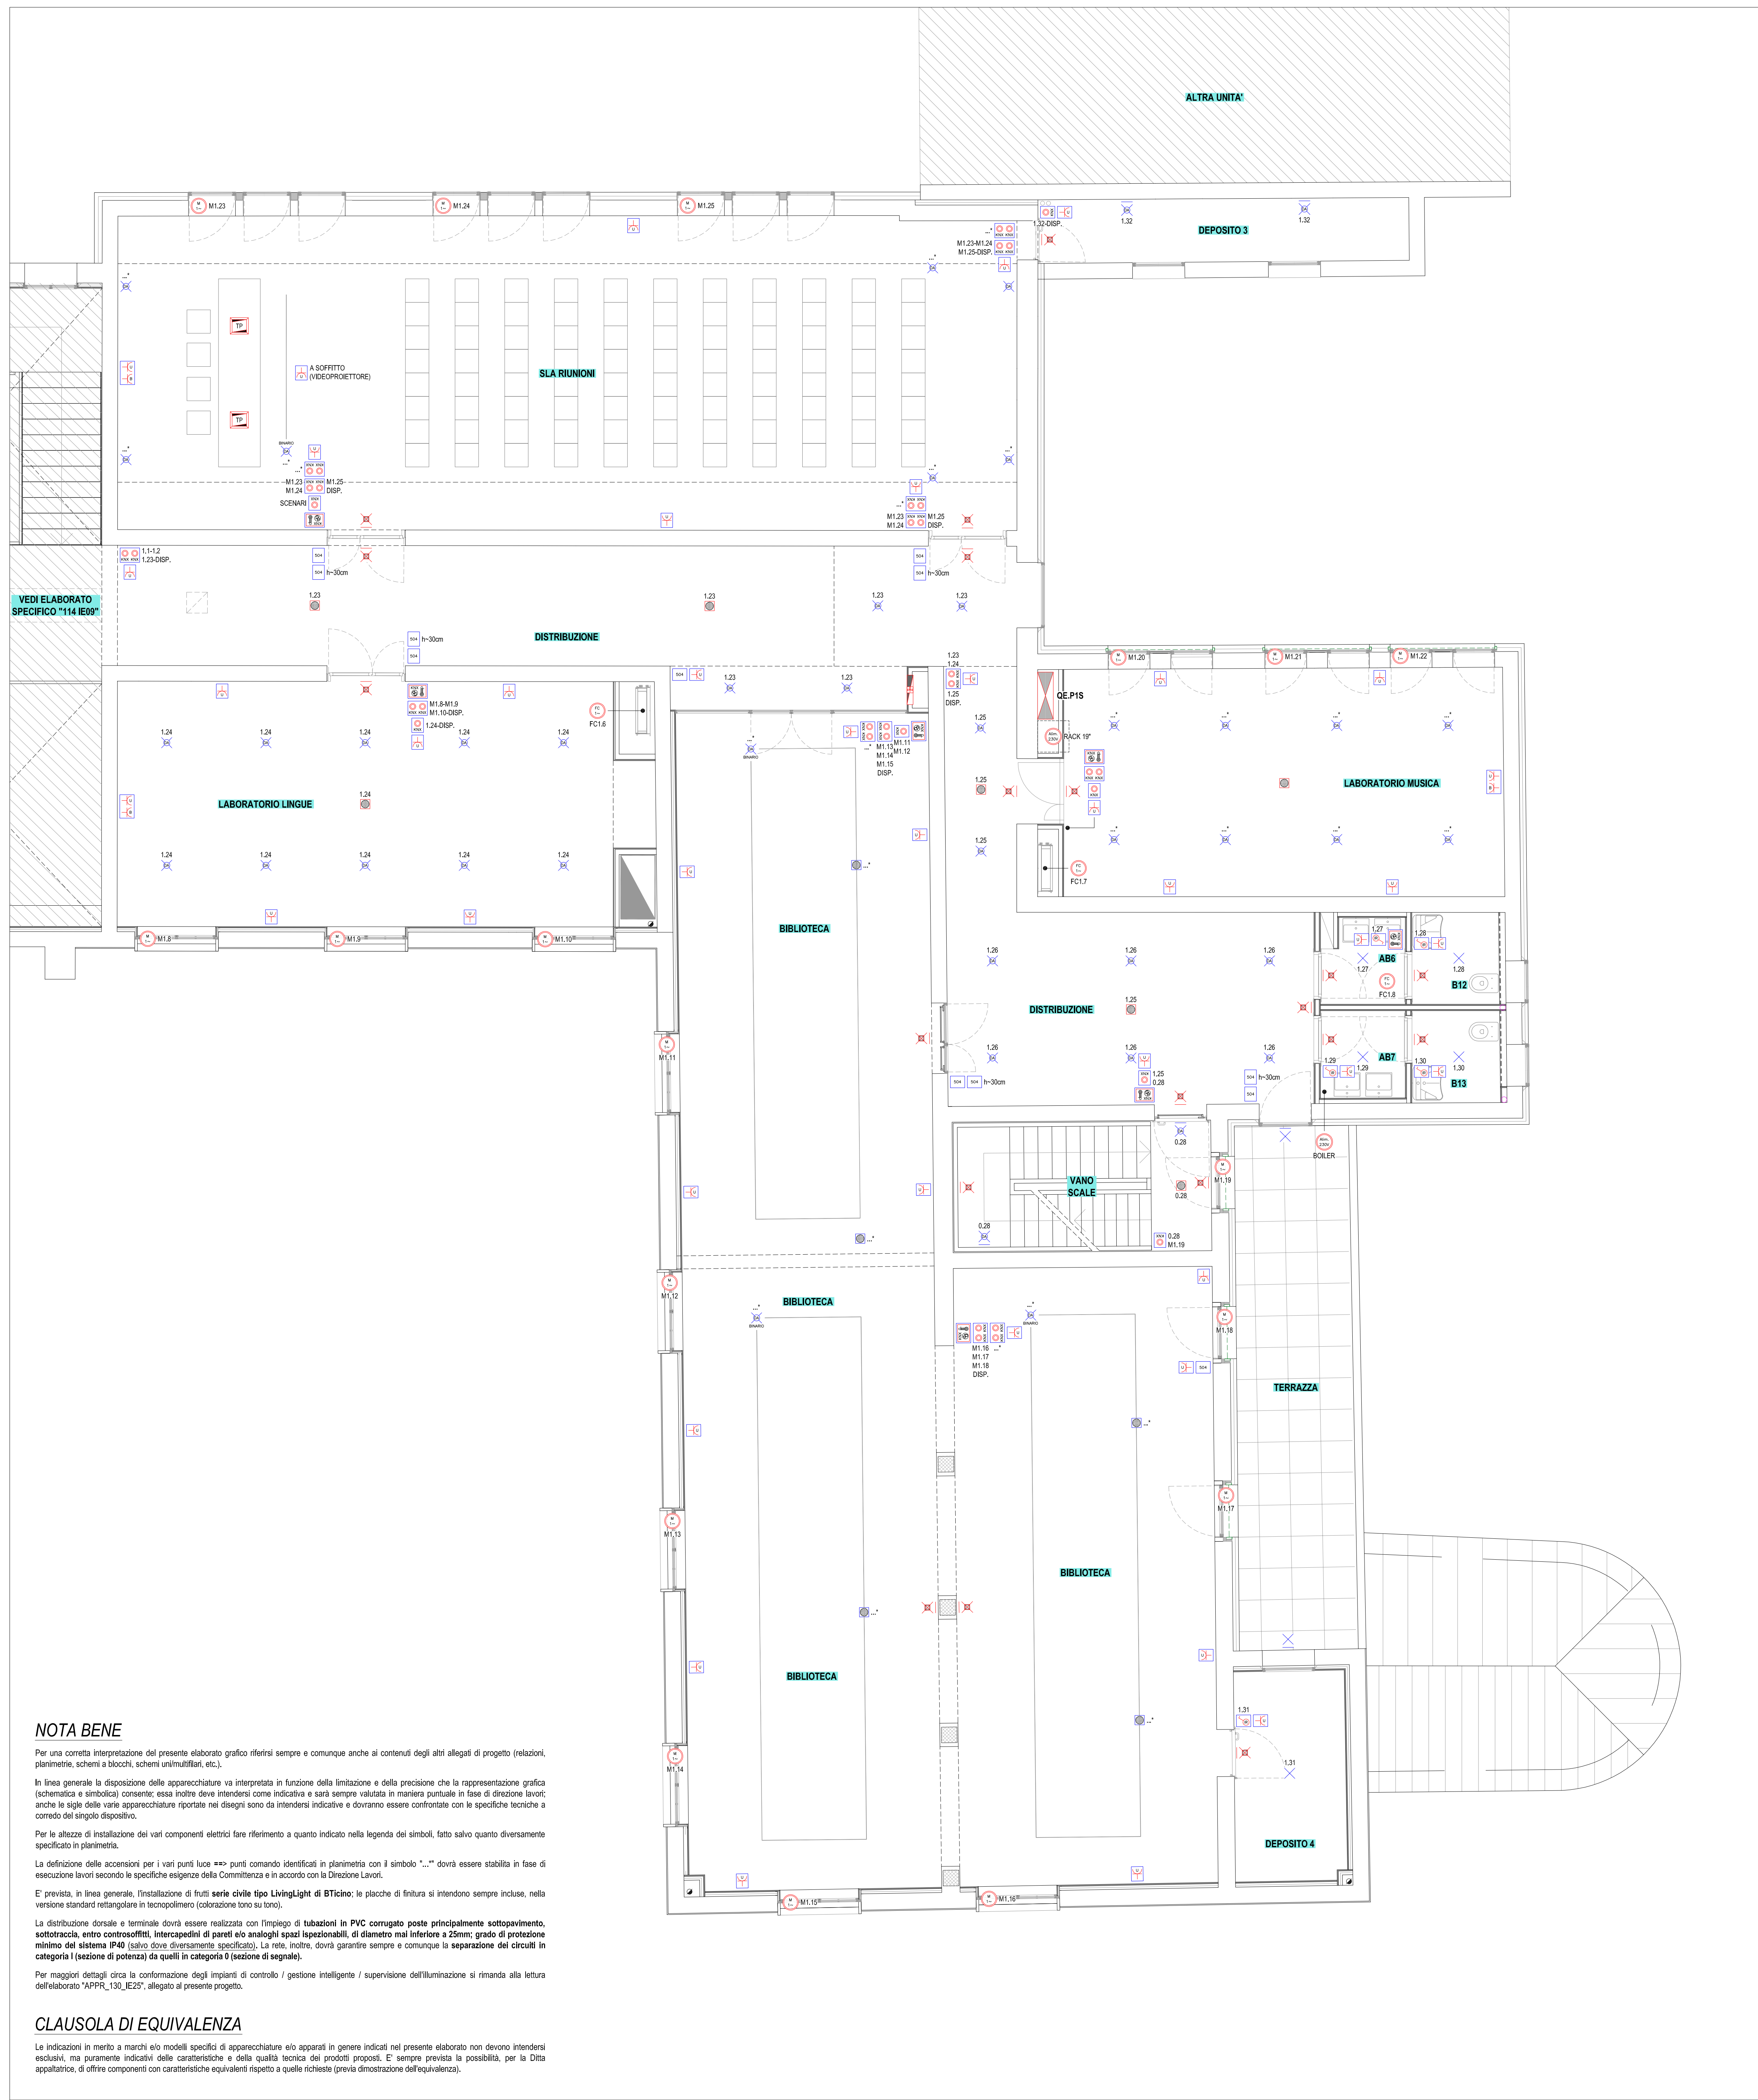 ALTRA UNITA'
M1.23
M1.24
M1.25
1.32-DISP.
1.32
1.32
DEPOSITO 3
...*
M1.23-M1.24
M1.25-DISP.
...*
...*
TP
A SOFFITTO
(VIDEOPROIETTORE)
SLA RIUNIONI
TP
BINARIO
...*
...*
...*
...*
...*
M1.23
M1.24
M1.25
DISP.
SCENARI
...*
M1.23
M1.24
M1.25
DISP.
1.1-1.2
1.23-DISP.
504
504 h~30cm
504
504 h~30cm
VEDI ELABORATO
SPECIFICO "114 IE09"
1.23
1.23
1.23
1.23
DISTRIBUZIONE
504 h~30cm
504
504
1.23
1.23
1.23
1.24
1.25
DISP.
M1.20
M1.21
M1.22
QE.P1S
RACK 19"
M1.8-M1.9
M1.10-DISP.
1.24-DISP.
FC1.6
1.24
1.24
1.24
1.24
1.24
1.25
...*
...*
...*
...*
...*
BINARIO
...*
M1.13
M1.14
M1.15
DISP.
M1.11
M1.12
LABORATORIO LINGUE
1.24
1.25
LABORATORIO MUSICA
1.24
1.24
1.24
1.24
1.24
...*
1.25
...*
...*
...*
...*
FC1.7
BIBLIOTECA
M1.8
M1.9
M1.10
1.26
1.26
1.26
1.27
1.27
AB6
FC1.8
1.28
1.28
B12
DISTRIBUZIONE
1.25
1.26
1.26
1.26
1.25
0.28
504
504 h~30cm
504 h~30cm
504
1.29
1.29
AB7
1.30
1.30
B13
M1.11
0.28
BOILER
VANO
SCALE
0.28
M1.19
0.28
0.28
M1.19
...*
M1.12
BIBLIOTECA
...*
BINARIO
...*
BINARIO
M1.16
M1.17
M1.18
DISP.
...*
M1.18
504
TERRAZZA
...*
M1.17
M1.13
BIBLIOTECA
...*
BIBLIOTECA
...*
1.31
1.31
M1.14
DEPOSITO 4
M1.15
M1.16
NOTA BENE
Per una corretta interpretazione del presente elaborato grafico riferirsi sempre e comunque anche ai contenuti degli altri allegati di progetto (relazioni,
planimetrie, schemi a blocchi, schemi uni/multifilari, etc.).
In linea generale la disposizione delle apparecchiature va interpretata in funzione della limitazione e della precisione che la rappresentazione grafica
(schematica e simbolica) consente; essa inoltre deve intendersi come indicativa e sarà sempre valutata in maniera puntuale in fase di direzione lavori;
anche le sigle delle varie apparecchiature riportate nei disegni sono da intendersi indicative e dovranno essere confrontate con le specifiche tecniche a
corredo del singolo dispositivo.
Per le altezze di installazione dei vari componenti elettrici fare riferimento a quanto indicato nella legenda dei simboli, fatto salvo quanto diversamente
specificato in planimetria.
La definizione delle accensioni per i vari punti luce ==> punti comando identificati in planimetria con il simbolo "...*" dovrà essere stabilita in fase di
esecuzione lavori secondo le specifiche esigenze della Committenza e in accordo con la Direzione Lavori.
E' prevista, in linea generale, l'installazione di frutti serie civile tipo LivingLight di BTicino; le placche di finitura si intendono sempre incluse, nella
versione standard rettangolare in tecnopolimero (colorazione tono su tono).
La distribuzione dorsale e terminale dovrà essere realizzata con l'impiego di tubazioni in PVC corrugato poste principalmente sottopavimento,
sottotraccia, entro controsoffitti, intercapedini di pareti e/o analoghi spazi ispezionabili, di diametro mai inferiore a 25mm; grado di protezione
minimo del sistema IP40 (salvo dove diversamente specificato). La rete, inoltre, dovrà garantire sempre e comunque la separazione dei circuiti in
categoria I (sezione di potenza) da quelli in categoria 0 (sezione di segnale).
Per maggiori dettagli circa la conformazione degli impianti di controllo / gestione intelligente / supervisione dell'illuminazione si rimanda alla lettura
dell'elaborato "APPR_130_IE25", allegato al presente progetto.
CLAUSOLA DI EQUIVALENZA
Le indicazioni in merito a marchi e/o modelli specifici di apparecchiature e/o apparati in genere indicati nel presente elaborato non devono intendersi
esclusivi, ma puramente indicativi delle caratteristiche e della qualità tecnica dei prodotti proposti. E' sempre prevista la possibilità, per la Ditta
appaltatrice, di offrire componenti con caratteristiche equivalenti rispetto a quelle richieste (previa dimostrazione dell'equivalenza).